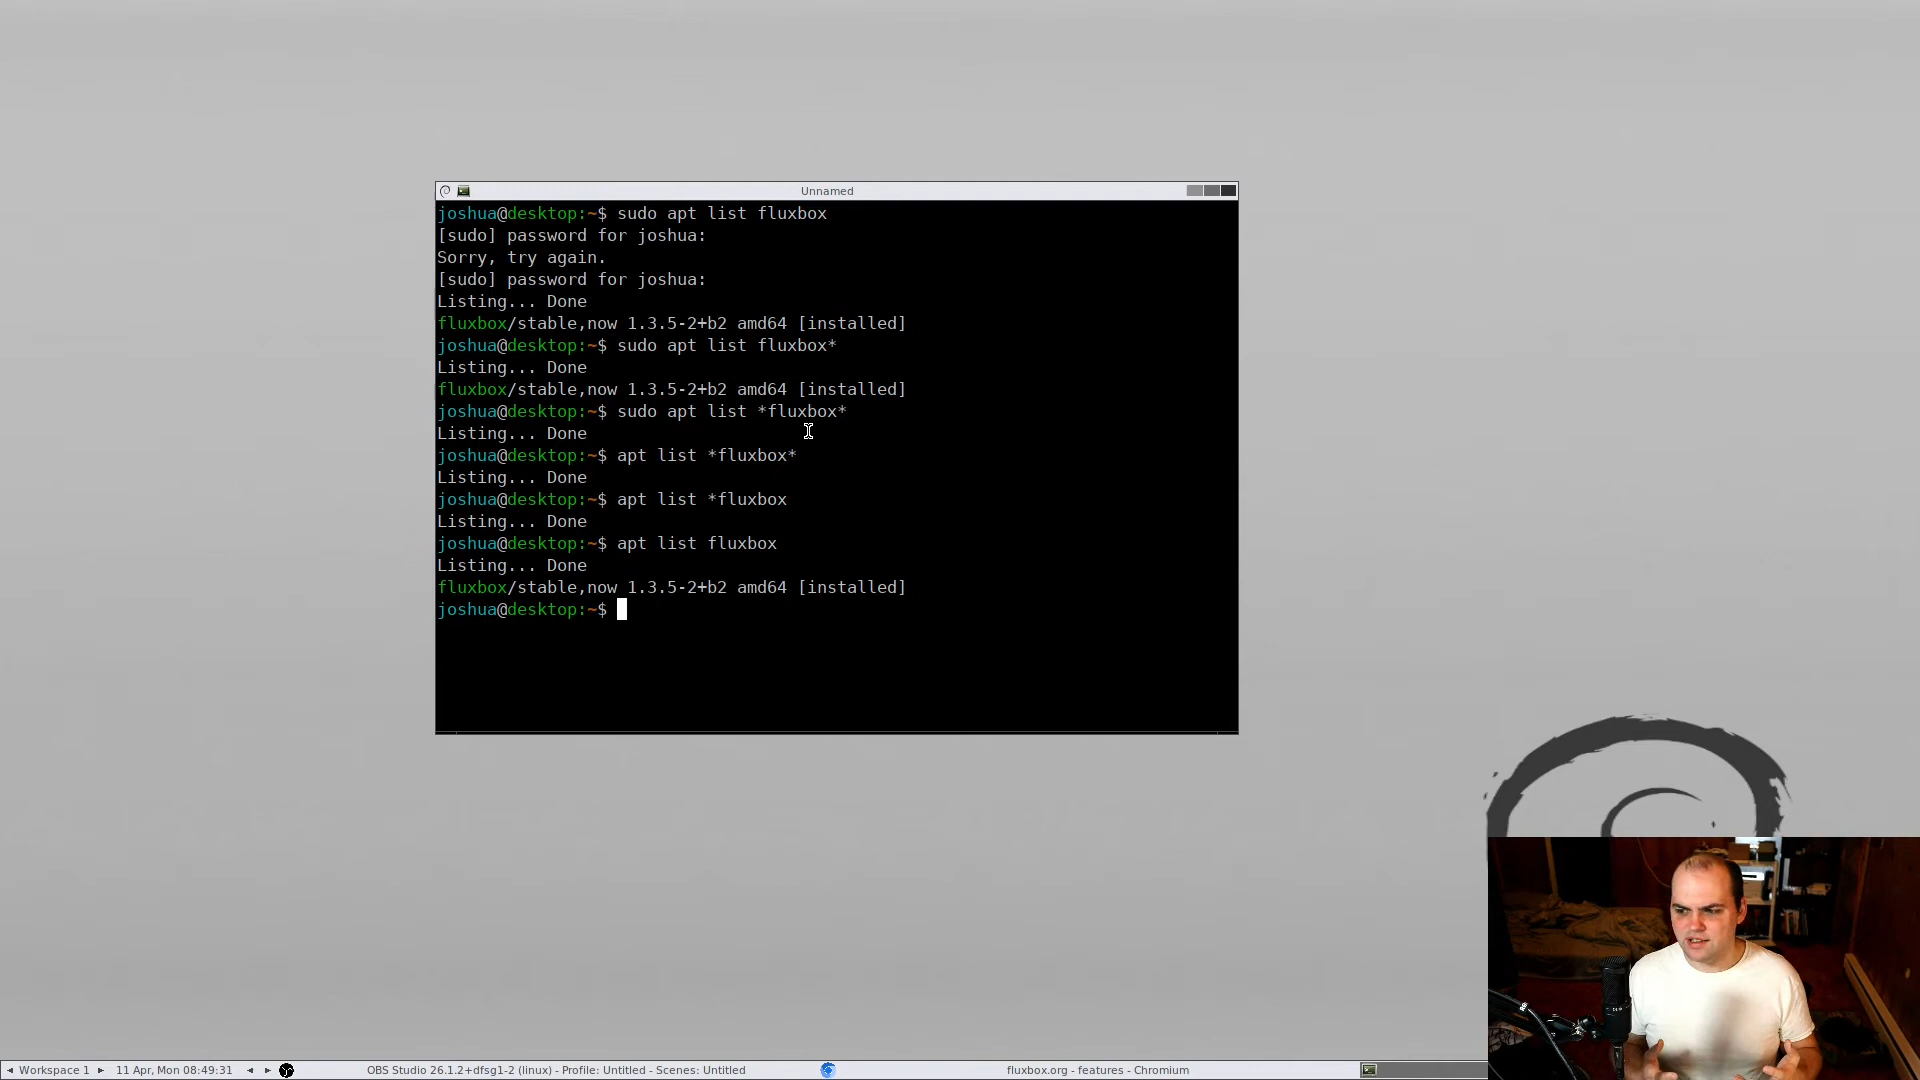 Unnamed
joshua@desktop:~$ sudo apt list fluxbox
[sudo] password for joshua:
Sorry, try again.
[sudo] password for joshua:
Listing... Done
fluxbox/stable,now 1.3.5-2+b2 amd64 [installed]
joshua@desktop:~$ sudo apt list fluxbox*
Listing... Done
fluxbox/stable,now 1.3.5-2+b2 amd64 [installed]
joshua@desktop:~$ sudo apt list *fluxbox*
Listing... Done
joshua@desktop:~$ apt list *fluxbox*
Listing... Done
joshua@desktop:~$ apt list *fluxbox
Listing... Done
joshua@desktop:~$ apt list fluxbox
Listing... Done
fluxbox/stable,now 1.3.5-2+b2 amd64 [installed]
joshua@desktop:~$
Workspace 1 11 Apr, Mon 08:49:31 OBS Studio 26.1.2+dfsg1-2 (linux) - Profile: Untitled - Scenes: Untitled fluxbox.org - features - Chromium